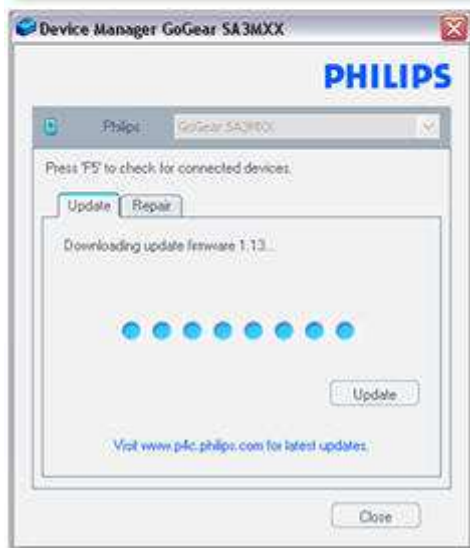 Device Manager GoGear SA3MXX
PHILIPS
Philips GoGear SA3MXX
Press 'F5' to check for connected devices.
Update Repair
Downloading update firmware 1.13...
Update
Visit www.p4c.philips.com for latest updates.
Close